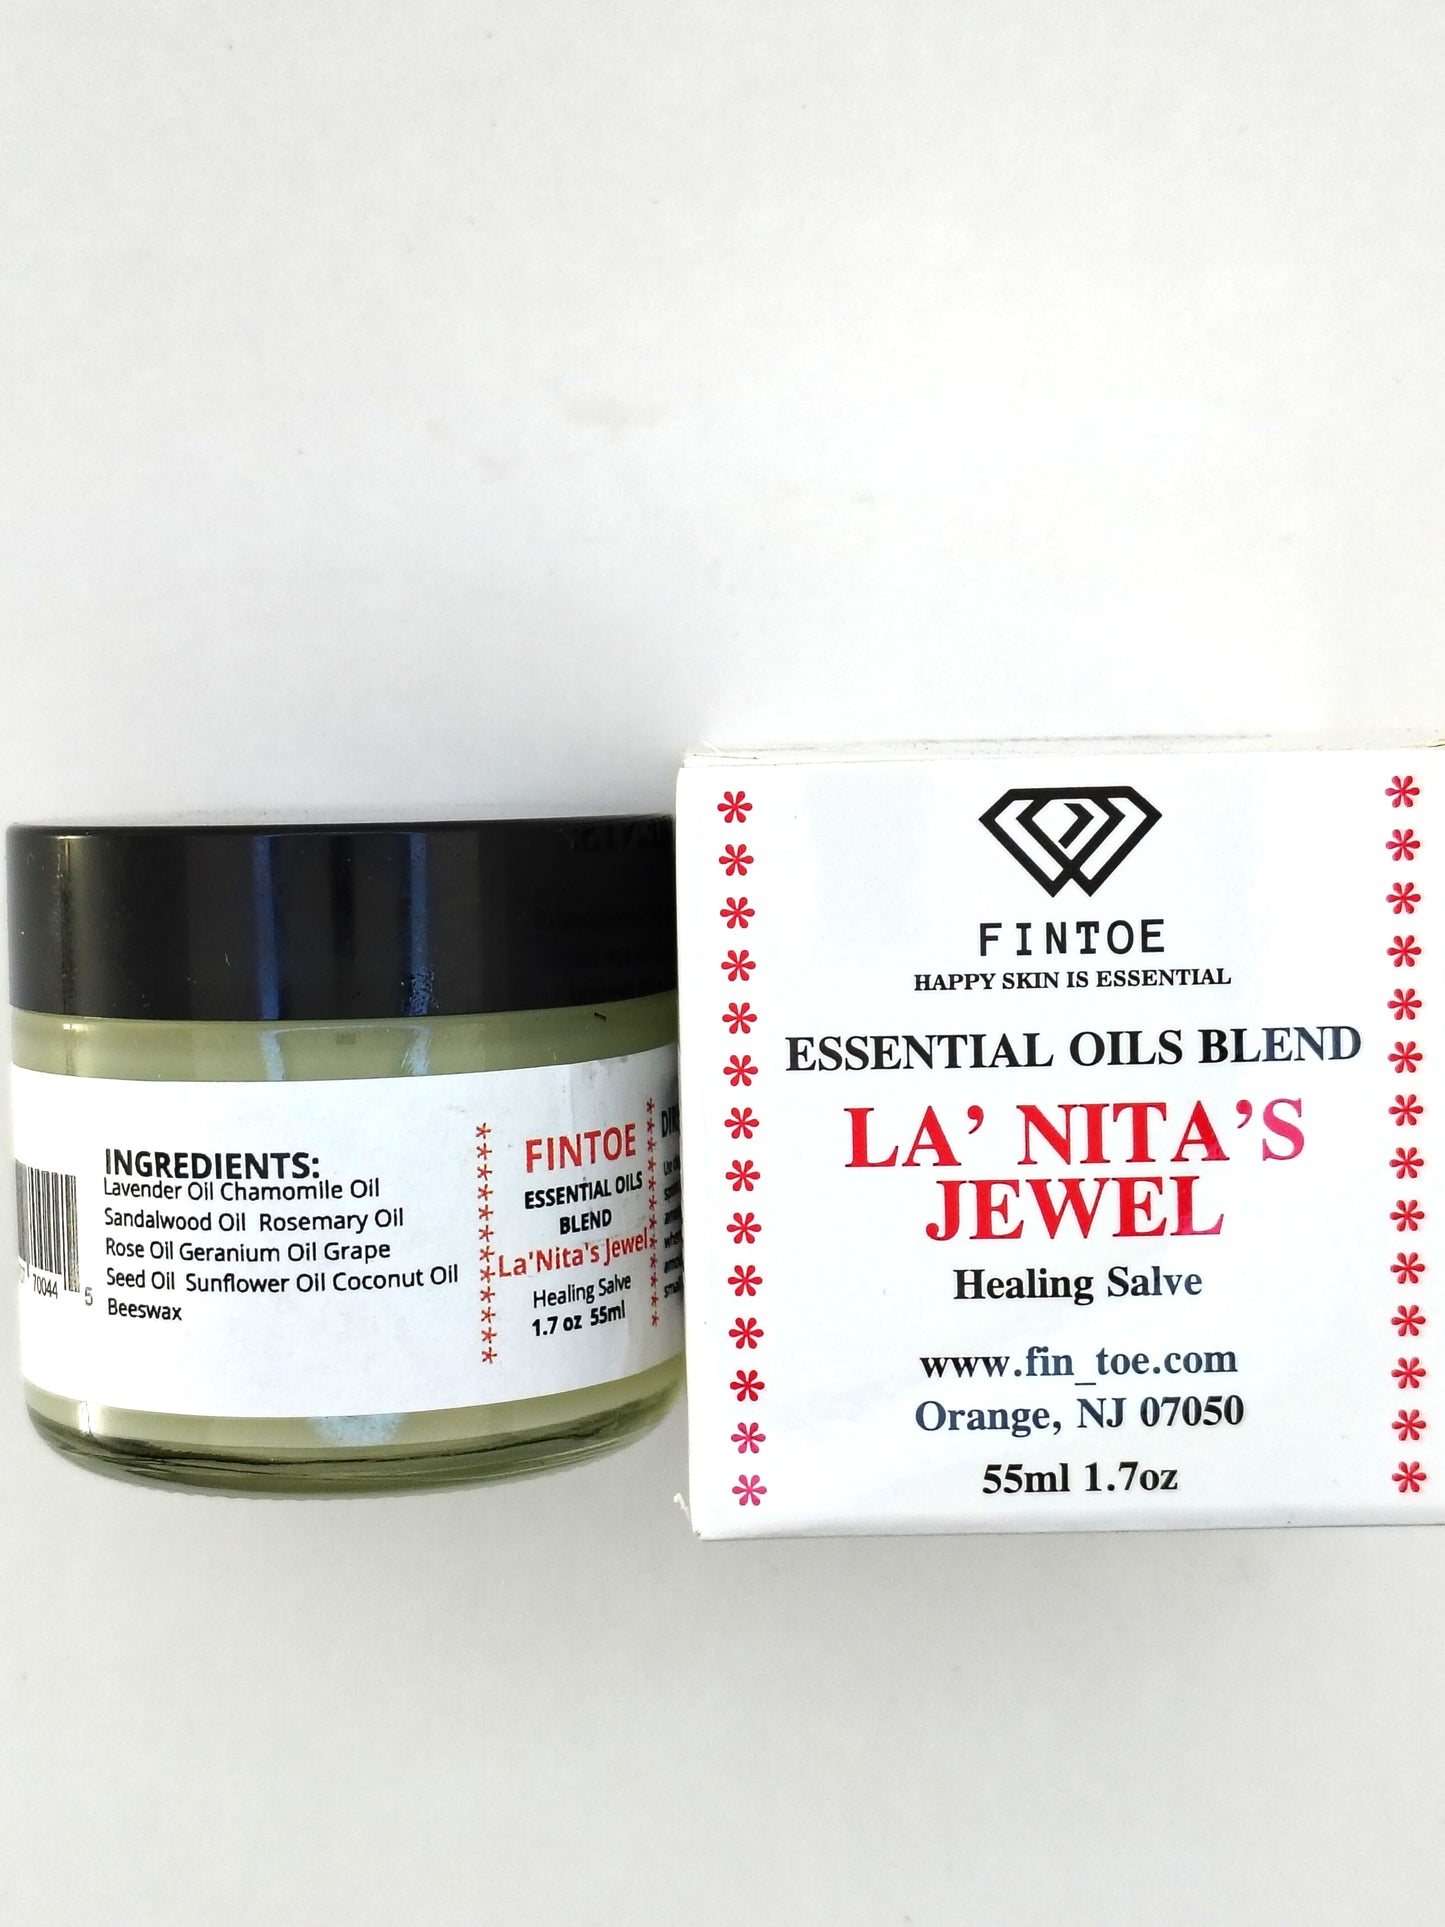 INGREDIENTS:
Lavender Oil Chamomile Oil
Sandalwood Oil Rosemary Oil
Rose Oil Geranium Oil Grape
Seed Oil Sunflower Oil Coconut Oil
Beeswax
70044 5
FINTOE
ESSENTIAL OILS
BLEND
La'Nita's Jewel
Healing Salve
1.7 oz 55ml
FINTOE
HAPPY SKIN IS ESSENTIAL
ESSENTIAL OILS BLEND
LA' NITA'S
JEWEL
Healing Salve
www.fin_toe.com
Orange, NJ 07050
55ml 1.7oz